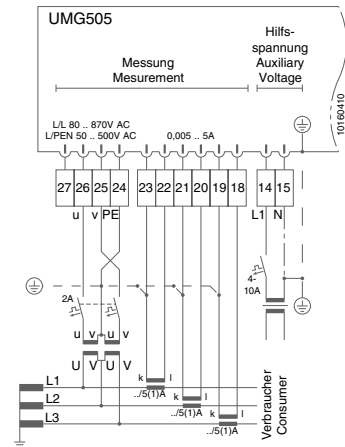 UMG505
Hilfs-
spannung
Auxiliary
Voltage
Messung
Mesurement
L/L 80 .. 870V AC
L/PEN 50 .. 500V AC
0,005 .. 5A
10160410
27 26 25 24 23 22 21 20 19 18 14 15
u v PE L1 N
2A
4-
10A
u v u v
U V U V
L1
L2
L3
k l
../5(1)A
k l
../5(1)A
k l
../5(1)A
Verbraucher
Consumer